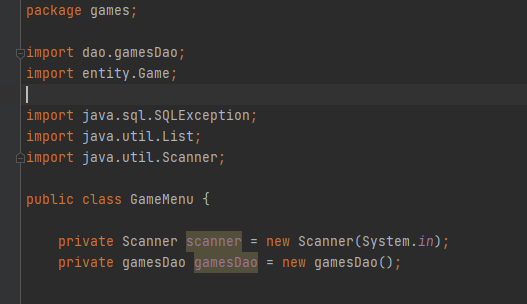 package games;
import dao.gamesDao;
import entity.Game;
import java.sql.SQLException;
import java.util.List;
import java.util.Scanner;
public class GameMenu {
private Scanner scanner = new Scanner(System.in);
private gamesDao gamesDao = new gamesDao();